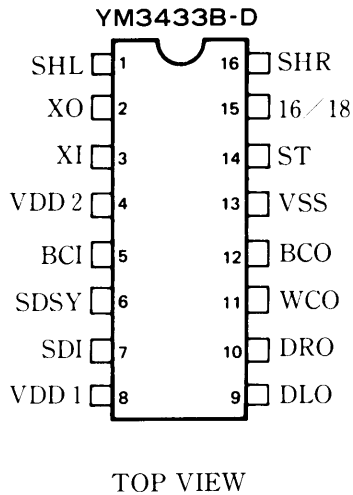 YM3433B-D
SHL 1 16 SHR
XO 2 15 16/18
XI 3 14 ST
VDD 2 4 13 VSS
BCI 5 12 BCO
SDSY 6 11 WCO
SDI 7 10 DRO
VDD 1 8 9 DLO
TOP VIEW